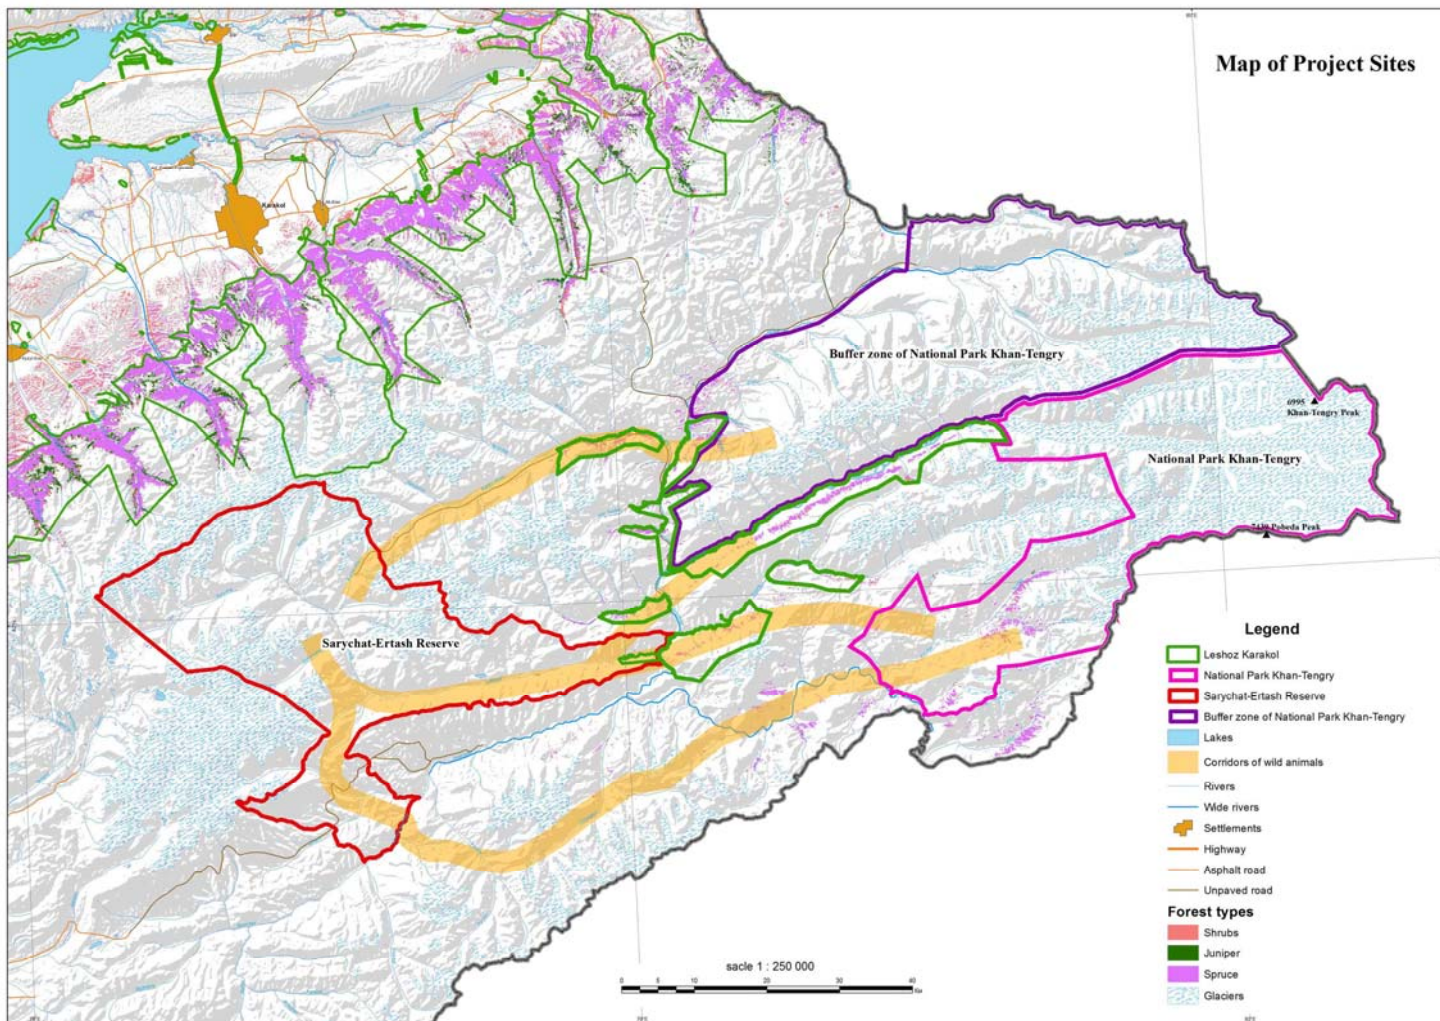 Map of Project Sites
Karakol
Buffer zone of National Park Khan-Tengry
6995
Khan-Tengry Peak
National Park Khan-Tengry
7439 Pobeda Peak
Sarychat-Ertash Reserve
Legend
Leshoz Karakol
National Park Khan-Tengry
Sarychat-Ertash Reserve
Buffer zone of National Park Khan-Tengry
Lakes
Corridors of wild animals
Rivers
Wide rivers
Settlements
Highway
Asphalt road
Unpaved road
Forest types
Shrubs
Juniper
Spruce
Glaciers
sacle 1 : 250 000
0 5 10 20 30 40
Km